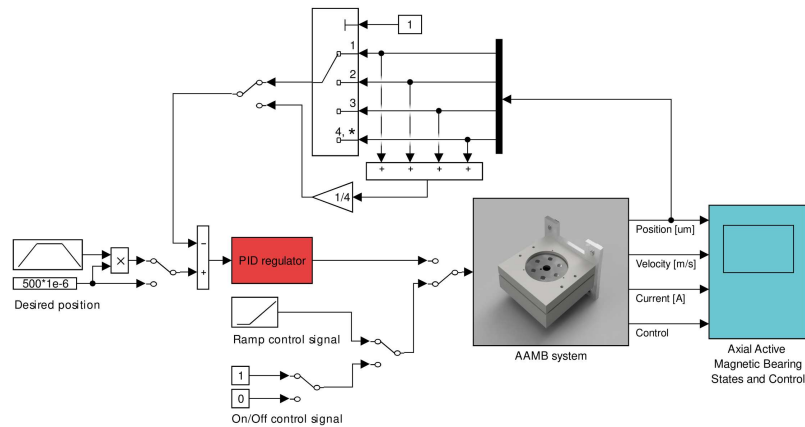 1
1
2
3
4, *
+ + + +
1/4
−
+
PID regulator
×
500*1e-6
Desired position
Ramp control signal
1
0
On/Off control signal
AAMB system
Position [um]
Velocity [m/s]
Current [A]
Control
Axial Active
Magnetic Bearing
States and Control